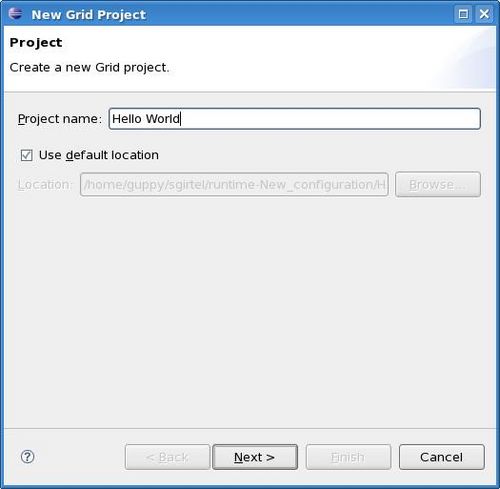 New Grid Project
Project
Create a new Grid project.
Project name: Hello World
Use default location
Location: /home/guppy/sgirtel/runtime-New_configuration/H Browse...
< Back Next > Finish Cancel